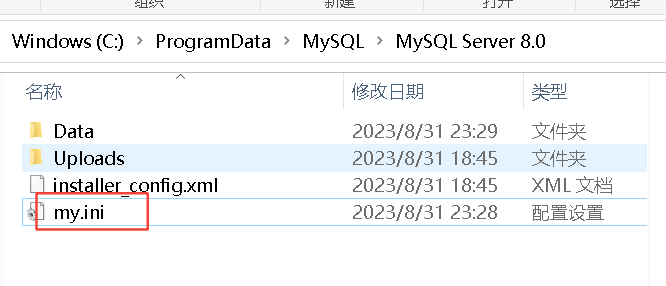 组织 新建 打开 选择
Windows (C:) > ProgramData > MySQL > MySQL Server 8.0
名称 修改日期 类型
Data 2023/8/31 23:29 文件夹
Uploads 2023/8/31 18:45 文件夹
installer_config.xml 2023/8/31 18:45 XML 文档
my.ini 2023/8/31 23:28 配置设置